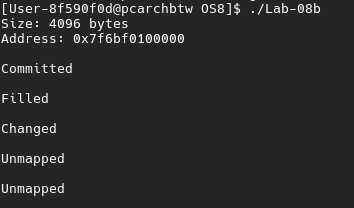 [User-8f590f0d@pcarchbtw OS8]$ ./Lab-08b
Size: 4096 bytes
Address: 0x7f6bf0100000
Committed
Filled
Changed
Unmapped
Unmapped